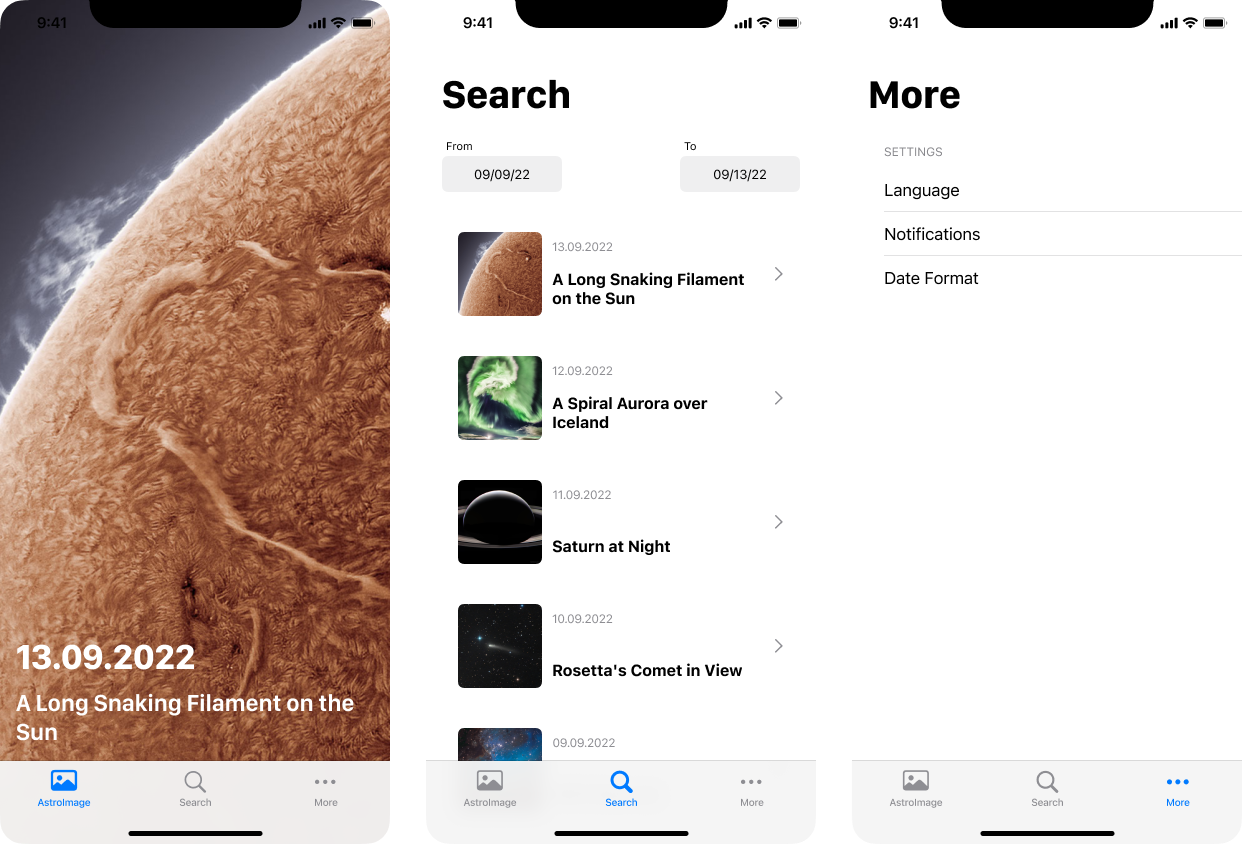 9:41
13.09.2022
A Long Snaking Filament on the
Sun
AstroImage
Search
More
9:41
Search
From
To
09/09/22
09/13/22
13.09.2022
A Long Snaking Filament
on the Sun
12.09.2022
A Spiral Aurora over
Iceland
11.09.2022
Saturn at Night
10.09.2022
Rosetta's Comet in View
09.09.2022
AstroImage
Search
More
9:41
More
SETTINGS
Language
Notifications
Date Format
AstroImage
Search
More